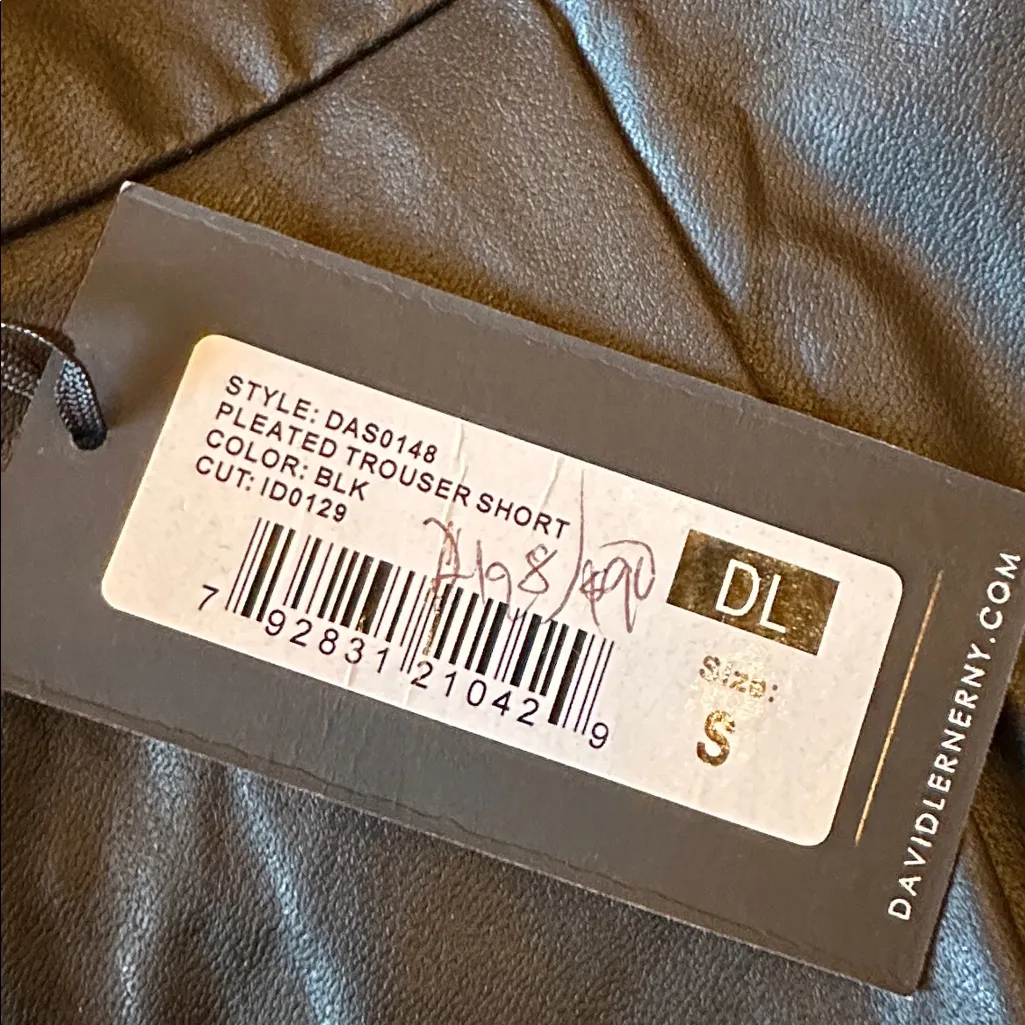 STYLE: DAS0148
PLEATED TROUSER SHORT
COLOR: BLK
CUT: ID0129
7 92831 21042 9
DL
Size:
S
DAVIDLERNERNY.COM